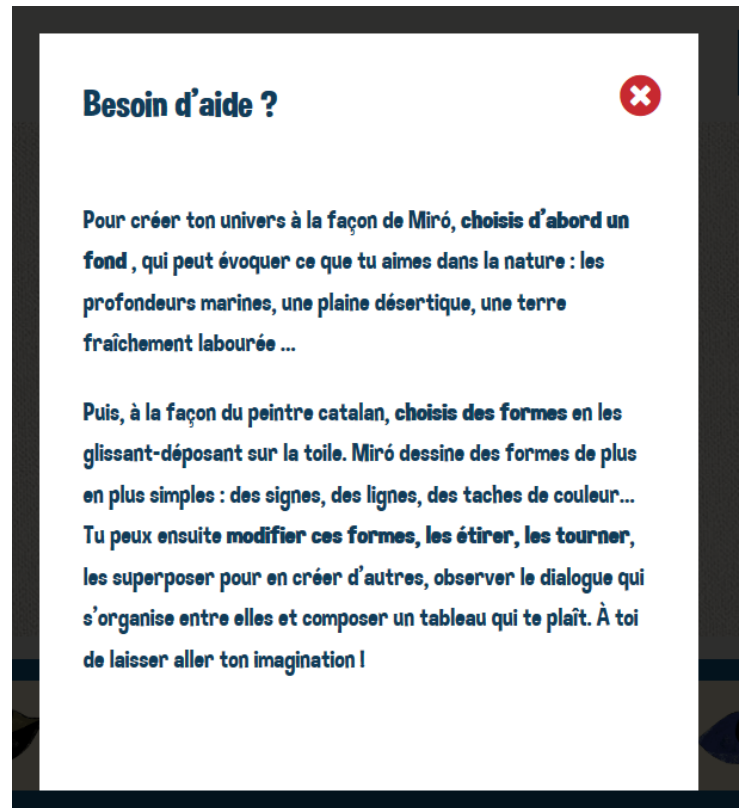 Besoin d'aide ?
Pour créer ton univers à la façon de Miró, choisis d'abord un
fond , qui peut évoquer ce que tu aimes dans la nature : les
profondeurs marines, une plaine désertique, une terre
fraîchement labourée ...
Puis, à la façon du peintre catalan, choisis des formes en les
glissant-déposant sur la toile. Miró dessine des formes de plus
en plus simples : des signes, des lignes, des taches de couleur...
Tu peux ensuite modifier ces formes, les étirer, les tourner,
les superposer pour en créer d'autres, observer le dialogue qui
s'organise entre elles et composer un tableau qui te plaît. À toi
de laisser aller ton imagination !